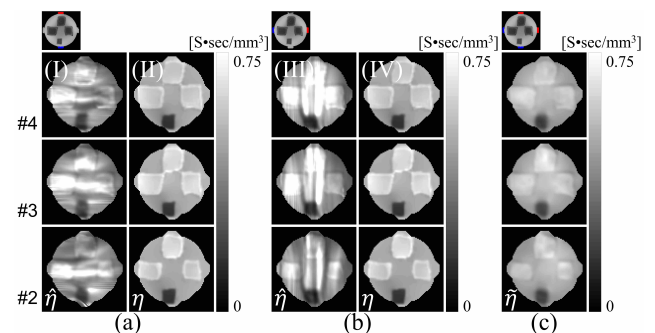 [S•sec/mm³] [S•sec/mm³] [S•sec/mm³]
(I) (II) 0.75 (III) (IV) 0.75 0.75
#4
#3
#2
η̂ η 0 η̂ η 0 η̃ 0
(a) (b) (c)